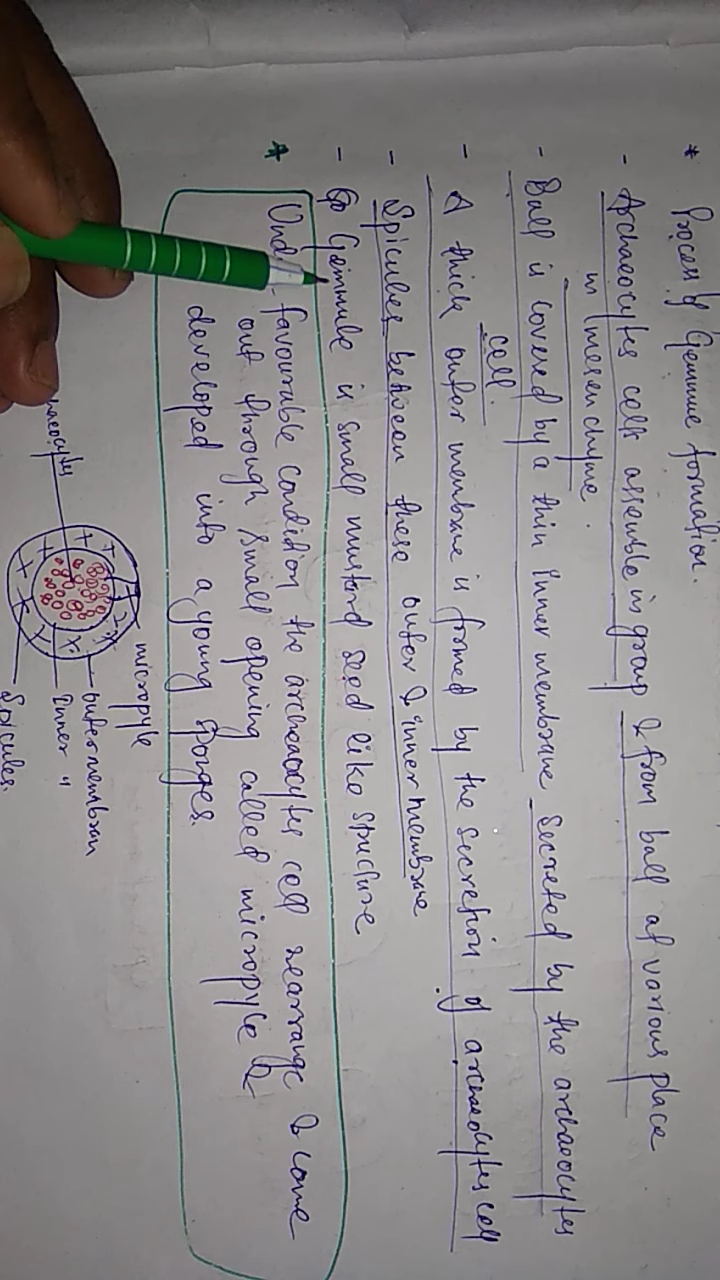 * Process of Gemmule formation.
- Archaeocytes cells assemble in group & from ball at various place
in mesenchyme.
- Ball is covered by a thin inner membrane secreted by the archaeocytes
cell.
- A thick outer membrane is formed by the secretion of archaeocytes cell
- Spicules between these outer & inner membrane
- Gemmule is small mustard seed like structure
* Und favourable condition the archaeocytes cell rearrange & come
out through small opening called micropyle &
developed into a young sponges.
micropyle
outer membran
Inner "
Spicules.